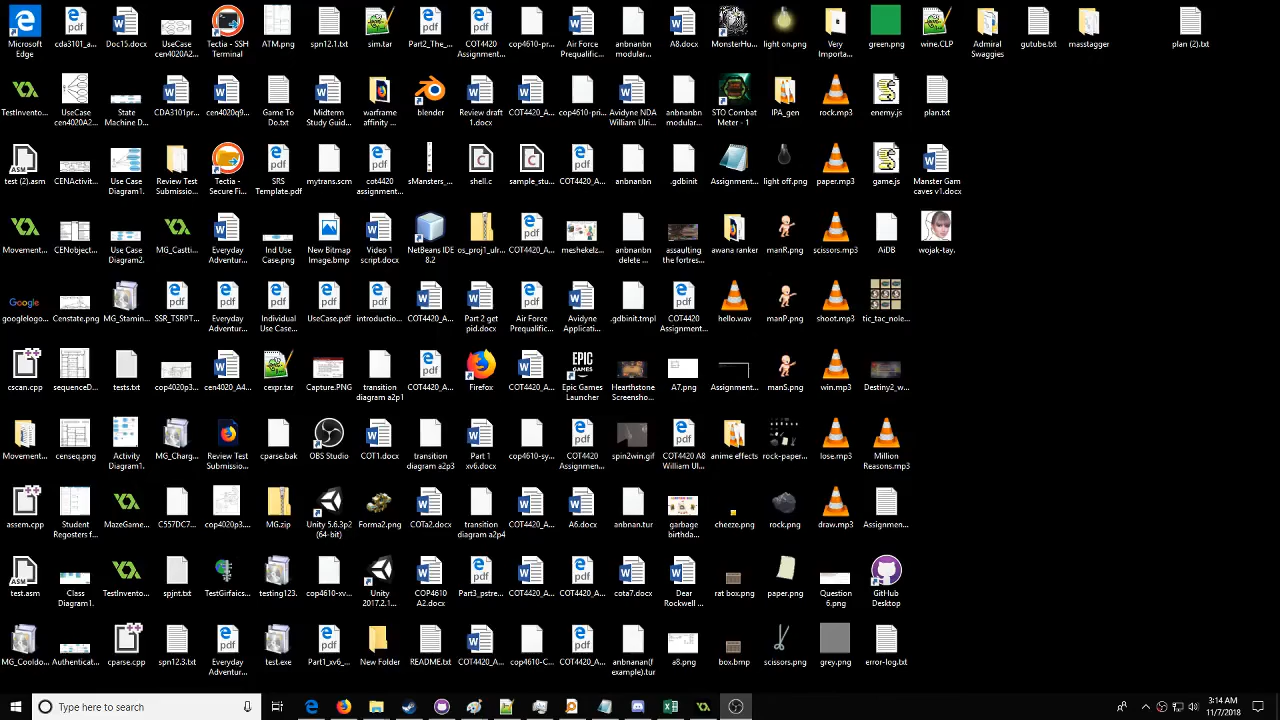 Microsoft Edge
cda3101_a...
Doc15.docx
UseCase cen4020A2...
Tectia - SSH Terminal
ATM.png
spn12.1.txt
sim.tar
Part2_The_...
COT4420 Assignment...
cop4610-pr...
Air Force Prequalific...
anbnanbn modular...
A8.docx
MonsterHu...
light on.png
Very Importa...
green.png
wine.CLP
Admiral Swaggies
gutube.txt
masstagger
plan (2).txt
TestInvento...
UseCase cen4020A2...
State Machine D...
CDA3101pr...
cen4020q9...
Game To Do.txt
Midterm Study Guid...
warframe affinity ...
blender
Review draft 1.docx
COT4420_A...
cop4610-pri...
Avidyne NDA William Ulri...
anbnanbn modular...
STO Combat Meter - 1
IPA_gen
rock.mp3
enemy.js
plan.txt
test (2).asm
CENActivit...
Use Case Diagram1...
Review Test Submissio...
Tectia - Secure Fi...
SRS Template.pdf
mytrans.scm
cot4420 assignment...
sMansters_...
shell.c
sample_stu...
COT4420_A...
anbnanbn
.gdbinit
Assignment...
light off.png
paper.mp3
game.js
Manster Gam caves v1.docx
Movement...
CENobject...
Use Case Diagram2...
MG_Castti...
Everyday Adventur...
Ind Use Case.png
New Bitmap Image.bmp
Video 1 script.docx
NetBeans IDE 8.2
os_proj1_ulr...
COT4420_A...
meshekelz...
anbnanbn delete ...
assaulting the fortres...
awana ranker
manR.png
scissors.mp3
AiDB
wojak-tay...
Google
googlelogo...
Censtate.png
MG_Stamin...
SSR_TSRPT...
Everyday Adventur...
Individual Use Case...
UseCase.pdf
introduction...
COT4420_A...
Part 2 get pid.docx
Air Force Prequalific...
Avidyne Applicati...
.gdbinit.tmpl
COT4420 Assignment...
hello.wav
manP.png
shoot.mp3
tic_tac_nole...
cscan.cpp
sequenceD...
tests.txt
cop4020p3...
cen4020_A4...
cexpr.tar
Capture.PNG
transition diagram a2p1
COT4420_A...
Firefox
COT4420_A...
Epic Games Launcher
Hearthstone Screensho...
A7.png
Assignment...
manS.png
win.mp3
Destiny2_w...
Movement...
censeq.png
Activity Diagram1...
MG_Charg...
Review Test Submissio...
cparse.bak
OBS Studio
COT1.docx
transition diagram a2p3
Part 1 xv6.docx
cop4610-sy...
COT4420 Assignment...
spin2win.gif
COT4420 A8 William Ul...
anime effects
rock-paper...
lose.mp3
Million Reasons.mp3
assem.cpp
Student Regosters f...
MazeGame...
C557DC...
cop4020p3...
MG.zip
Unity 5.6.3p2 (64-bit)
Forma2.png
COTa2.docx
transition diagram a2p4
COT4420_A...
A6.docx
anbnan.tur
garbage birthda...
cheeze.png
rock.png
draw.mp3
Assignment...
test.asm
Class Diagram1...
TestInvento...
spjnt.txt
TestGirfaics...
testing123...
cop4610-xv...
Unity 2017.2.1...
COP4610 A2.docx
Part3_pstre...
COT4420_A...
COT4420_A...
cota7.docx
Dear Rockwell ...
rat box.png
paper.png
Question 6.png
GitHub Desktop
MG_Cooldo...
Authenticat...
cparse.cpp
spn12.3.txt
Everyday Adventur...
test.exe
Part1_xv6_...
New Folder
README.txt
COT4420_A...
cop4610-C...
COT4420_A...
anbnanan(f example).tur
a8.png
box.bmp
scissors.png
grey.png
error-log.txt
Type here to search
3:14 AM
11/7/2018